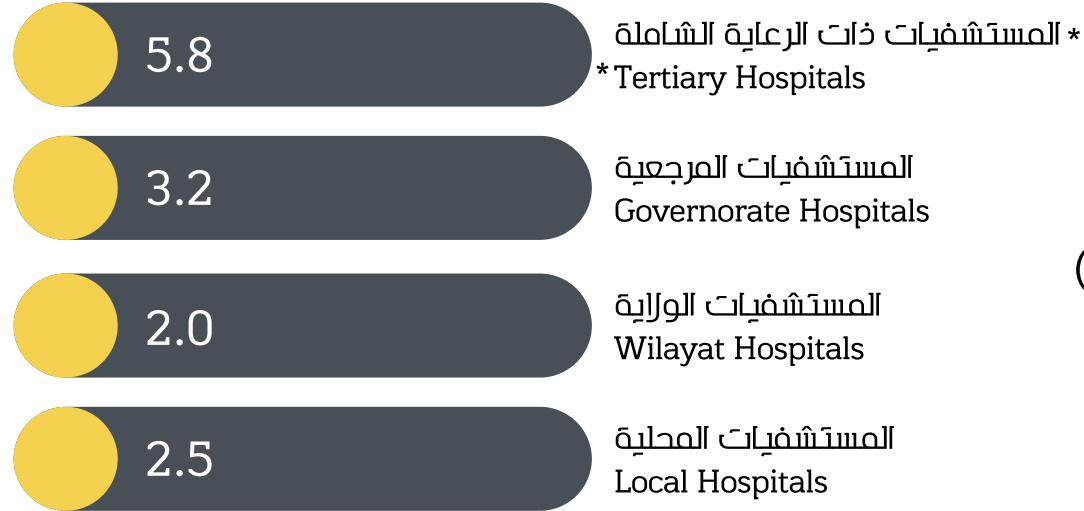 5.8
* المستشفيات ذات الرعاية الشاملة
*Tertiary Hospitals
3.2
المستشفيات المرجعية
Governorate Hospitals
2.0
المستشفيات الولاية
Wilayat Hospitals
2.5
المستشفيات المحلية
Local Hospitals